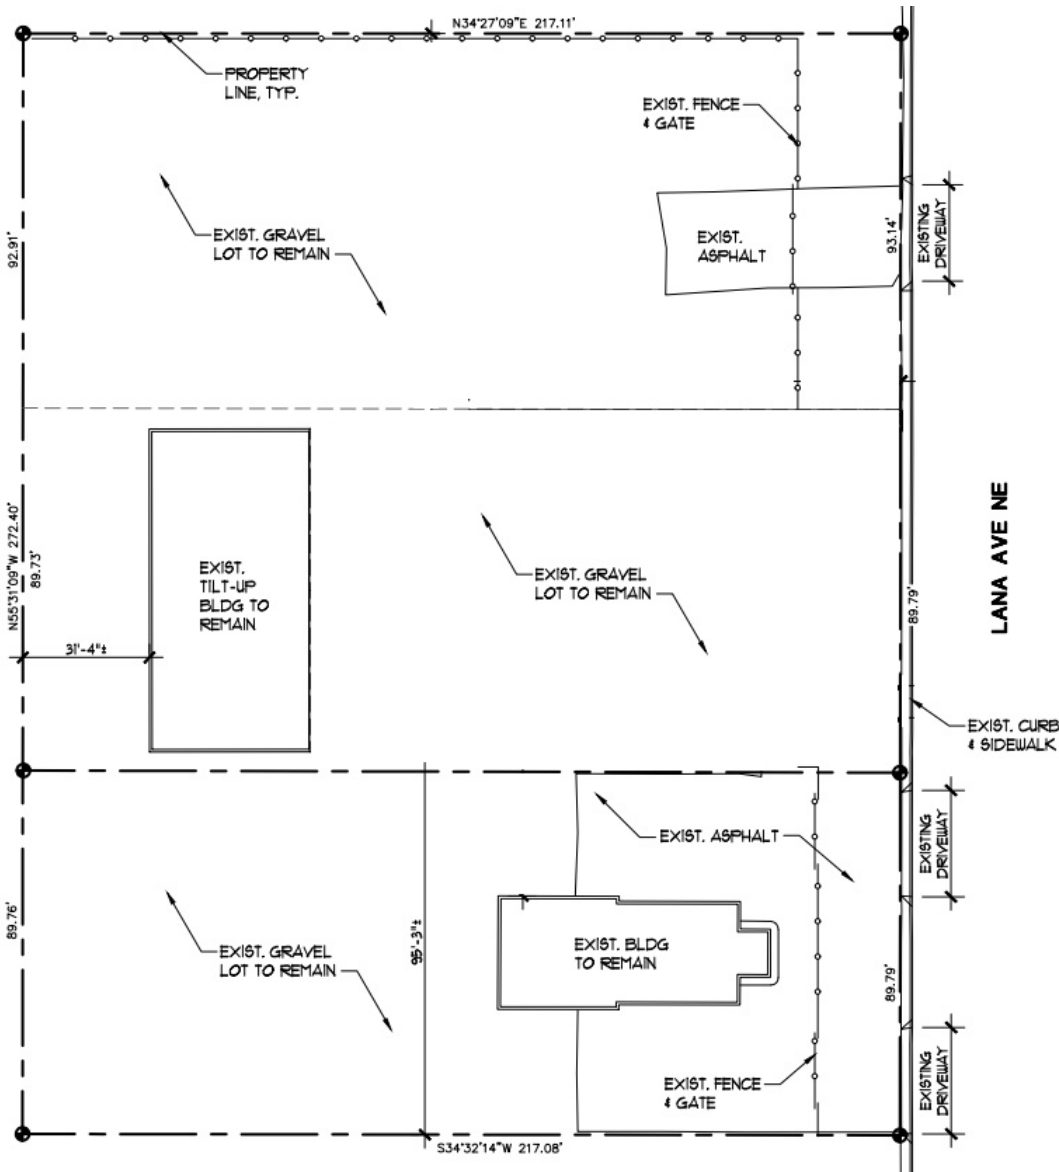 N34°27'09"E 217.11'
PROPERTY
LINE, TYP.
EXIST. FENCE
& GATE
EXIST. GRAVEL
LOT TO REMAIN
EXIST.
ASPHALT
92.91'
93.14'
EXISTING
DRIVEWAY
N55°31'09"W 272.40'
89.73'
EXIST.
TILT-UP
BLDG TO
REMAIN
31'-4"±
EXIST. GRAVEL
LOT TO REMAIN
89.79'
LANA AVE NE
EXIST. CURB
& SIDEWALK
EXIST. ASPHALT
EXISTING
DRIVEWAY
89.76'
EXIST. GRAVEL
LOT TO REMAIN
95'-3"±
EXIST. BLDG
TO REMAIN
89.79'
EXIST. FENCE
& GATE
EXISTING
DRIVEWAY
S34°32'14"W 217.08'